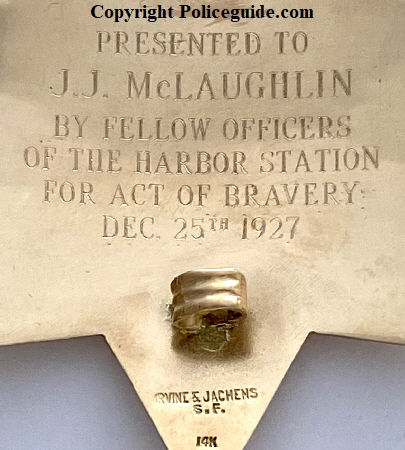 Copyright Policeguide.com
PRESENTED TO
J.J. McLAUGHLIN
BY FELLOW OFFICERS
OF THE HARBOR STATION
FOR ACT OF BRAVERY
DEC. 25TH 1927
IRVINE & JACHENS
S.F.
14K